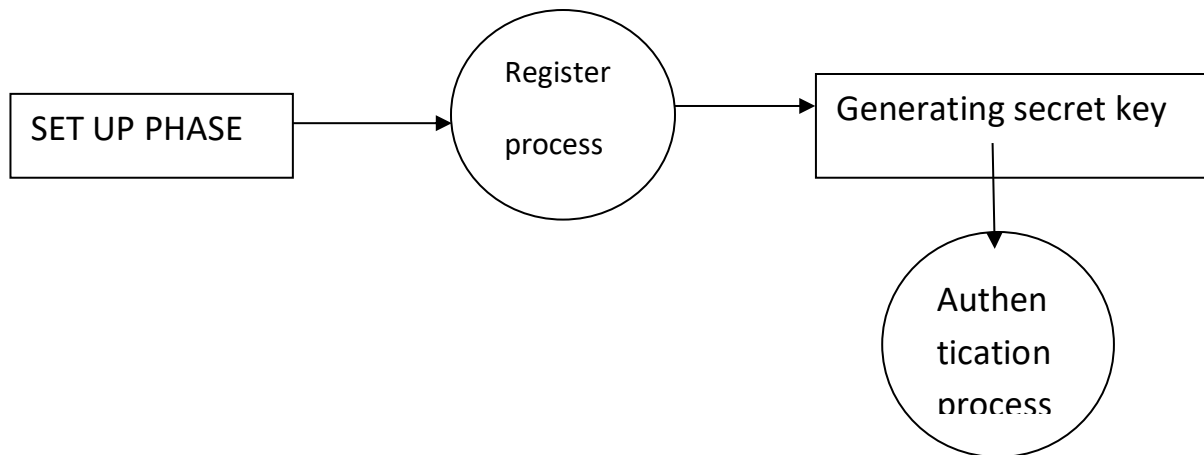 SET UP PHASE
Register
process
Generating secret key
Authen
tication
process